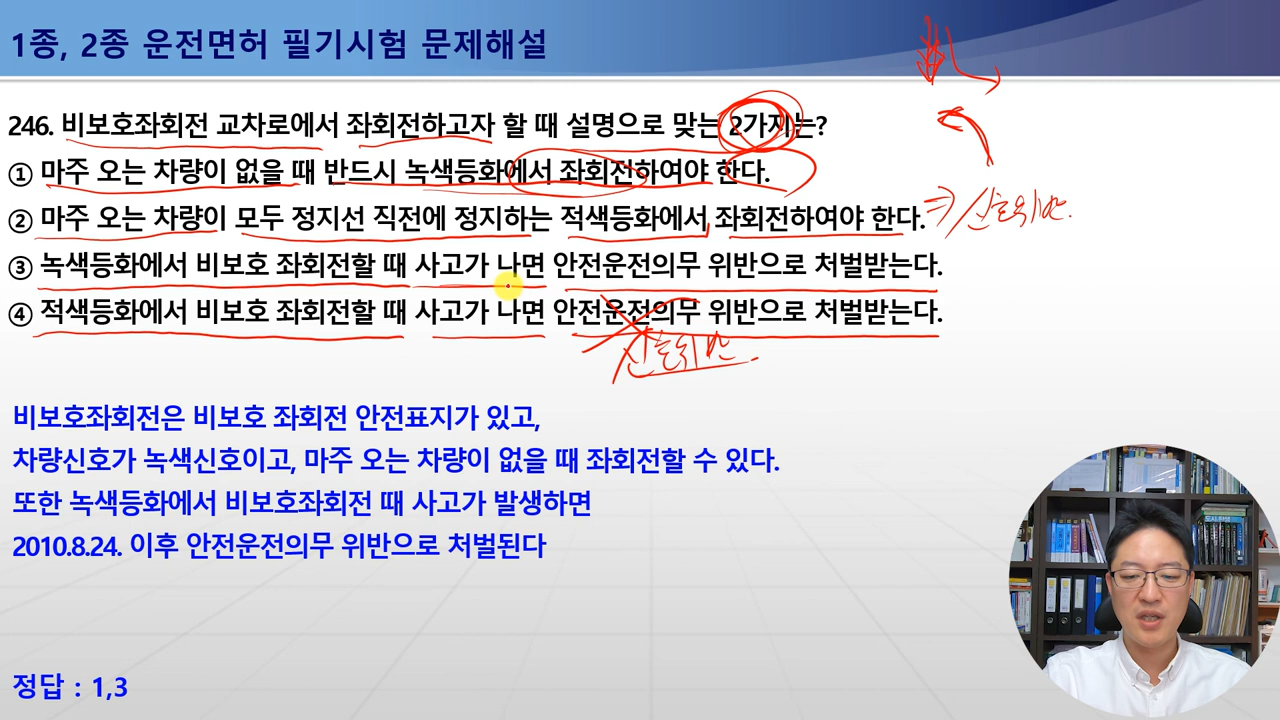 1종, 2종 운전면허 필기시험 문제해설
246. 비보호좌회전 교차로에서 좌회전하고자 할 때 설명으로 맞는 2가지는?
① 마주 오는 차량이 없을 때 반드시 녹색등화에서 좌회전하여야 한다.
② 마주 오는 차량이 모두 정지선 직전에 정지하는 적색등화에서 좌회전하여야 한다.
⇒ 신호위반.
③ 녹색등화에서 비보호 좌회전할 때 사고가 나면 안전운전의무 위반으로 처벌받는다.
④ 적색등화에서 비보호 좌회전할 때 사고가 나면 안전운전의무 위반으로 처벌받는다.
신호위반.
비보호좌회전은 비보호 좌회전 안전표지가 있고,
차량신호가 녹색신호이고, 마주 오는 차량이 없을 때 좌회전할 수 있다.
또한 녹색등화에서 비보호좌회전 때 사고가 발생하면
2010.8.24. 이후 안전운전의무 위반으로 처벌된다
정답 : 1,3